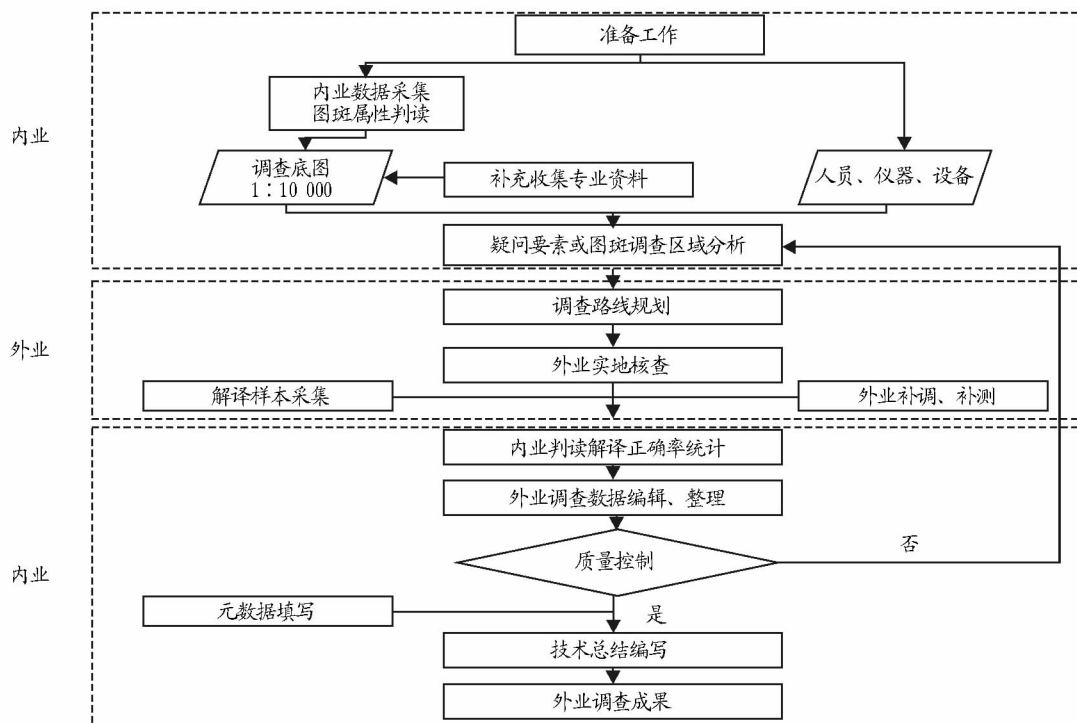 准备工作
内业数据采集
图斑属性判读
内业
调查底图
1∶10 000
补充收集专业资料
人员、仪器、设备
疑问要素或图斑调查区域分析
调查路线规划
外业
外业实地核查
解译样本采集
外业补调、补测
内业判读解译正确率统计
外业调查数据编辑、整理
质量控制
否
内业
元数据填写
是
技术总结编写
外业调查成果